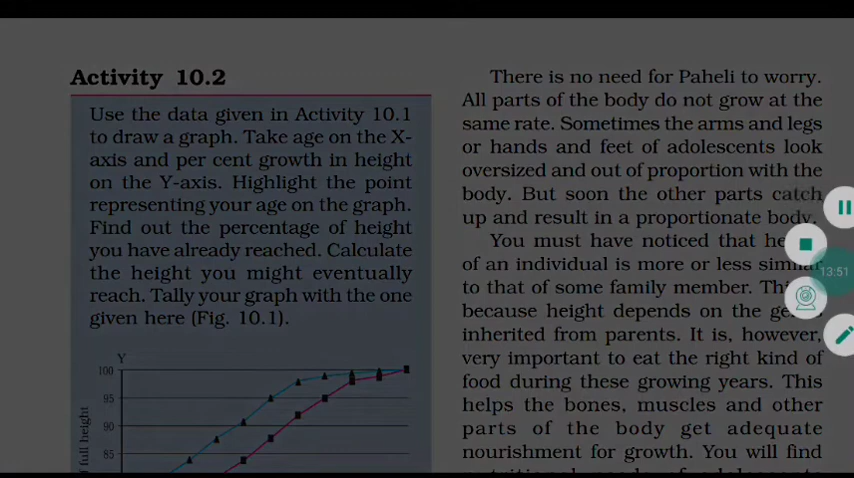 Activity 10.2
Use the data given in Activity 10.1
to draw a graph. Take age on the X-
axis and per cent growth in height
on the Y-axis. Highlight the point
representing your age on the graph.
Find out the percentage of height
you have already reached. Calculate
the height you might eventually
reach. Tally your graph with the one
given here (Fig. 10.1).
Y
100
95
90
85
full height
There is no need for Paheli to worry.
All parts of the body do not grow at the
same rate. Sometimes the arms and legs
or hands and feet of adolescents look
oversized and out of proportion with the
body. But soon the other parts catch
up and result in a proportionate body.
You must have noticed that
of an individual is more or less similar
to that of some family member.
because height depends on the
inherited from parents. It is, however,
very important to eat the right kind of
food during these growing years. This
helps the bones, muscles and other
parts of the body get adequate
nourishment for growth. You will find
13:51